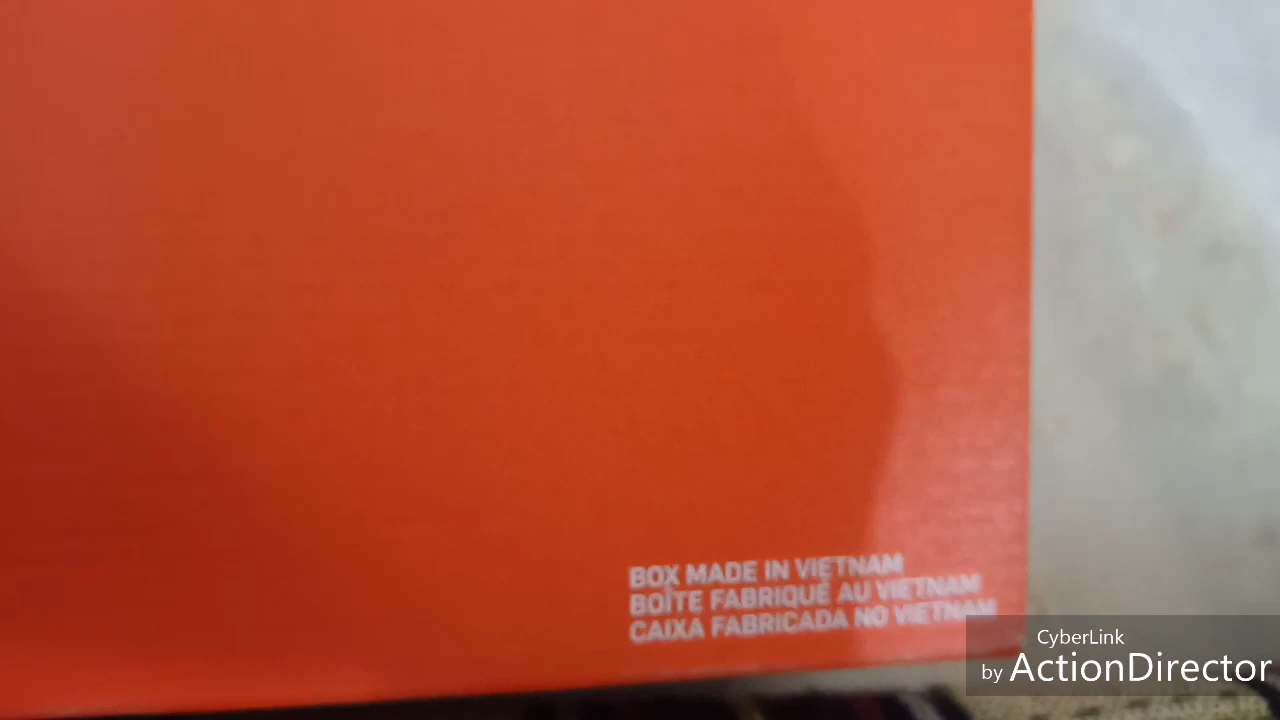 BOX MADE IN VIETNAM
BOÎTE FABRIQUÉ AU VIETNAM
CAIXA FABRICADA NO VIETNAM
CyberLink
by ActionDirector